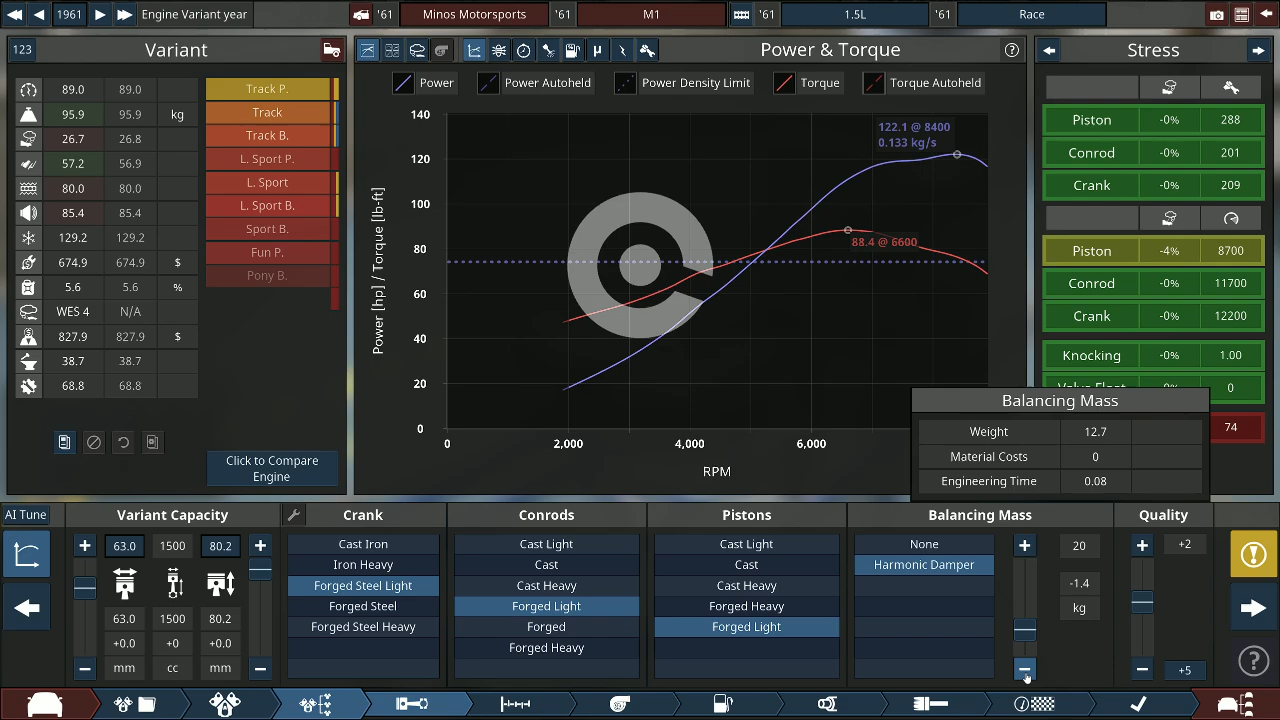 1961 Engine Variant year '61 Minos Motorsports '61 M1 '61 1.5L '61 Race
123 Variant
89.0 89.0
95.9 95.9 kg
26.7 26.8
57.2 56.9
80.0 80.0
85.4 85.4
129.2 129.2
674.9 674.9 $
5.6 5.6 %
WES 4 N/A
827.9 827.9 $
38.7 38.7
68.8 68.8
Track P.
Track
Track B.
L. Sport P.
L. Sport
L. Sport B.
Sport B.
Fun P.
Pony B.
Click to Compare
Engine
μ Power & Torque ?
Power Power Autoheld Power Density Limit Torque Torque Autoheld
Power [hp] / Torque [lb-ft]
140
120
100
80
60
40
20
0
122.1 @ 8400
0.133 kg/s
88.4 @ 6600
0 2,000 4,000 6,000
RPM
Stress
Piston -0% 288
Conrod -0% 201
Crank -0% 209
Piston -4% 8700
Conrod -0% 11700
Crank -0% 12200
Knocking -0% 1.00
0
74
Balancing Mass
Weight 12.7
Material Costs 0
Engineering Time 0.08
AI Tune
Variant Capacity
+ 63.0 1500 80.2 +
63.0 1500 80.2
+0.0 +0 +0.0
− mm cc mm −
Crank
Cast Iron
Iron Heavy
Forged Steel Light
Forged Steel
Forged Steel Heavy
Conrods
Cast Light
Cast
Cast Heavy
Forged Light
Forged
Forged Heavy
Pistons
Cast Light
Cast
Cast Heavy
Forged Heavy
Forged Light
Balancing Mass
None
Harmonic Damper
+ 20
-1.4
kg
−
Quality
+ +2
− +5
!
?